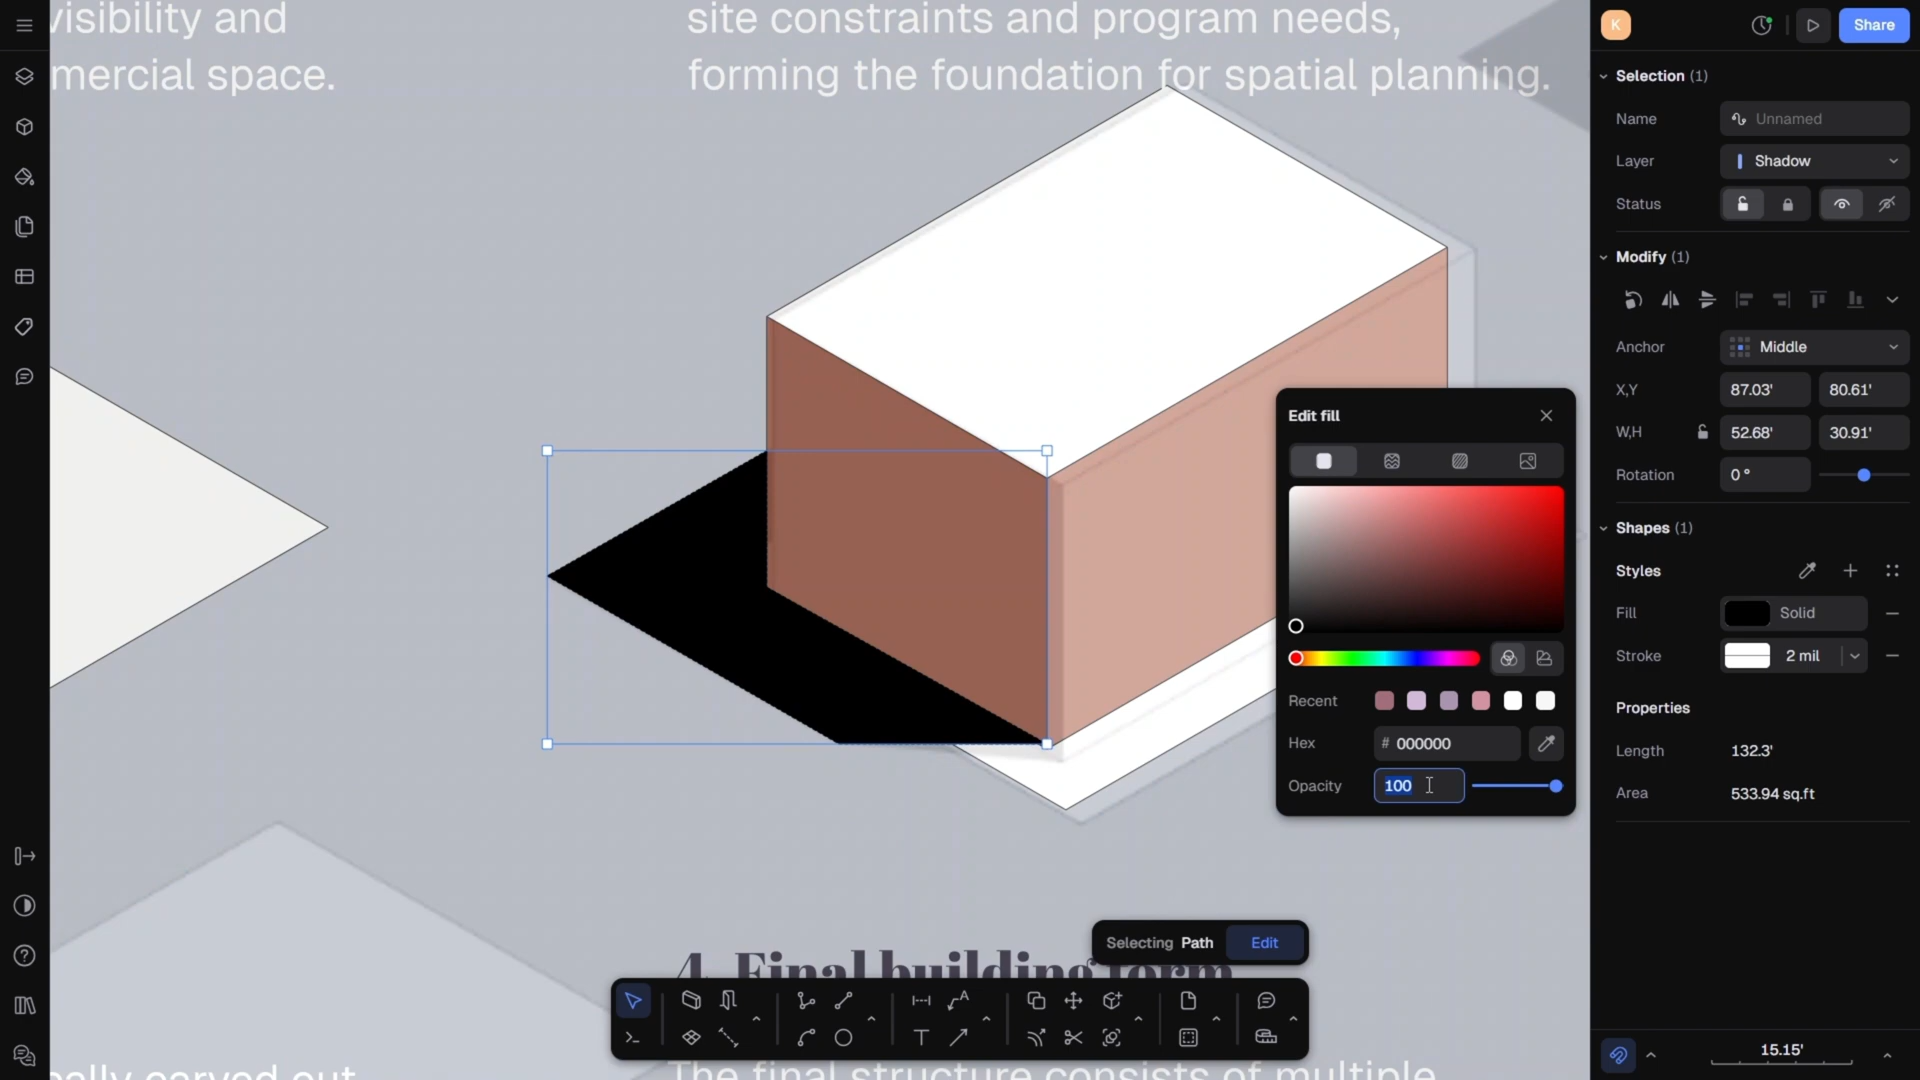 visibility and
mercial space.
site constraints and program needs,
forming the foundation for spatial planning.
4. Final building form
The final structure consists of multiple
Selecting Path Edit
Edit fill
Recent
Hex # 000000
Opacity 100
K Share
Selection (1)
Name Unnamed
Layer Shadow
Status
Modify (1)
Anchor Middle
X,Y 87.03' 80.61'
W,H 52.68' 30.91'
Rotation 0 °
Shapes (1)
Styles
Fill Solid
Stroke 2 mil
Properties
Length 132.3'
Area 533.94 sq.ft
15.15'